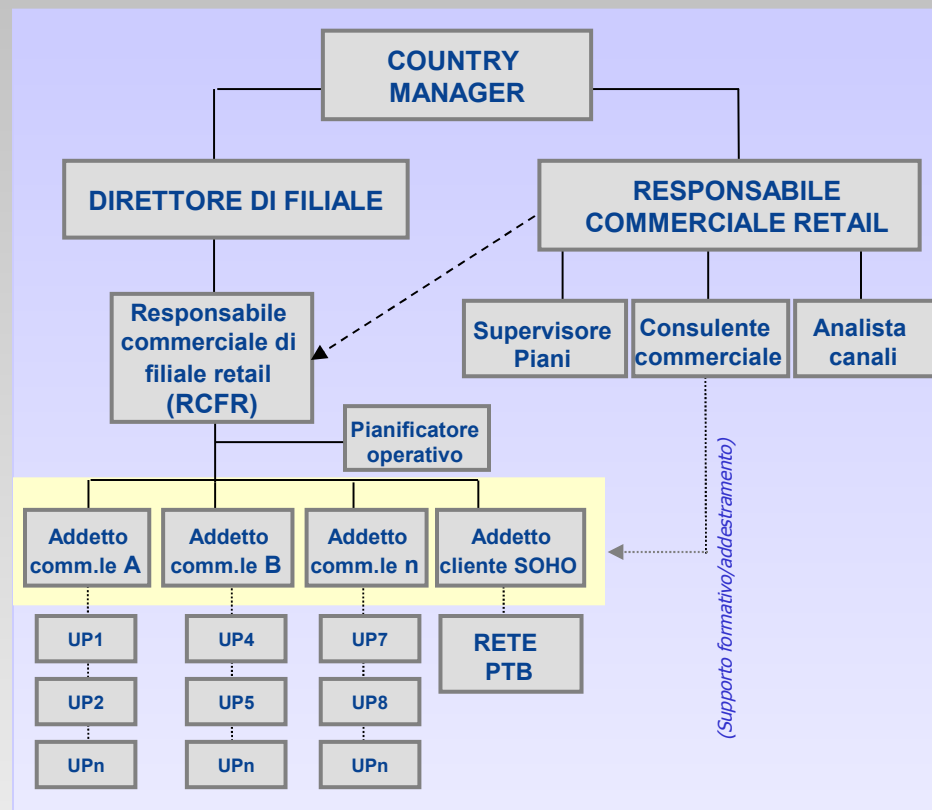 COUNTRY
MANAGER
DIRETTORE DI FILIALE
RESPONSABILE
COMMERCIALE RETAIL
Responsabile
commerciale di
filiale retail
(RCFR)
Supervisore
Piani
Consulente
commerciale
Analista
canali
Pianificatore
operativo
Addetto
comm.le A
Addetto
comm.le B
Addetto
comm.le n
Addetto
cliente SOHO
(Supporto formativo/addestramento)
UP1
UP4
UP7
RETE
PTB
UP2
UP5
UP8
UPn
UPn
UPn